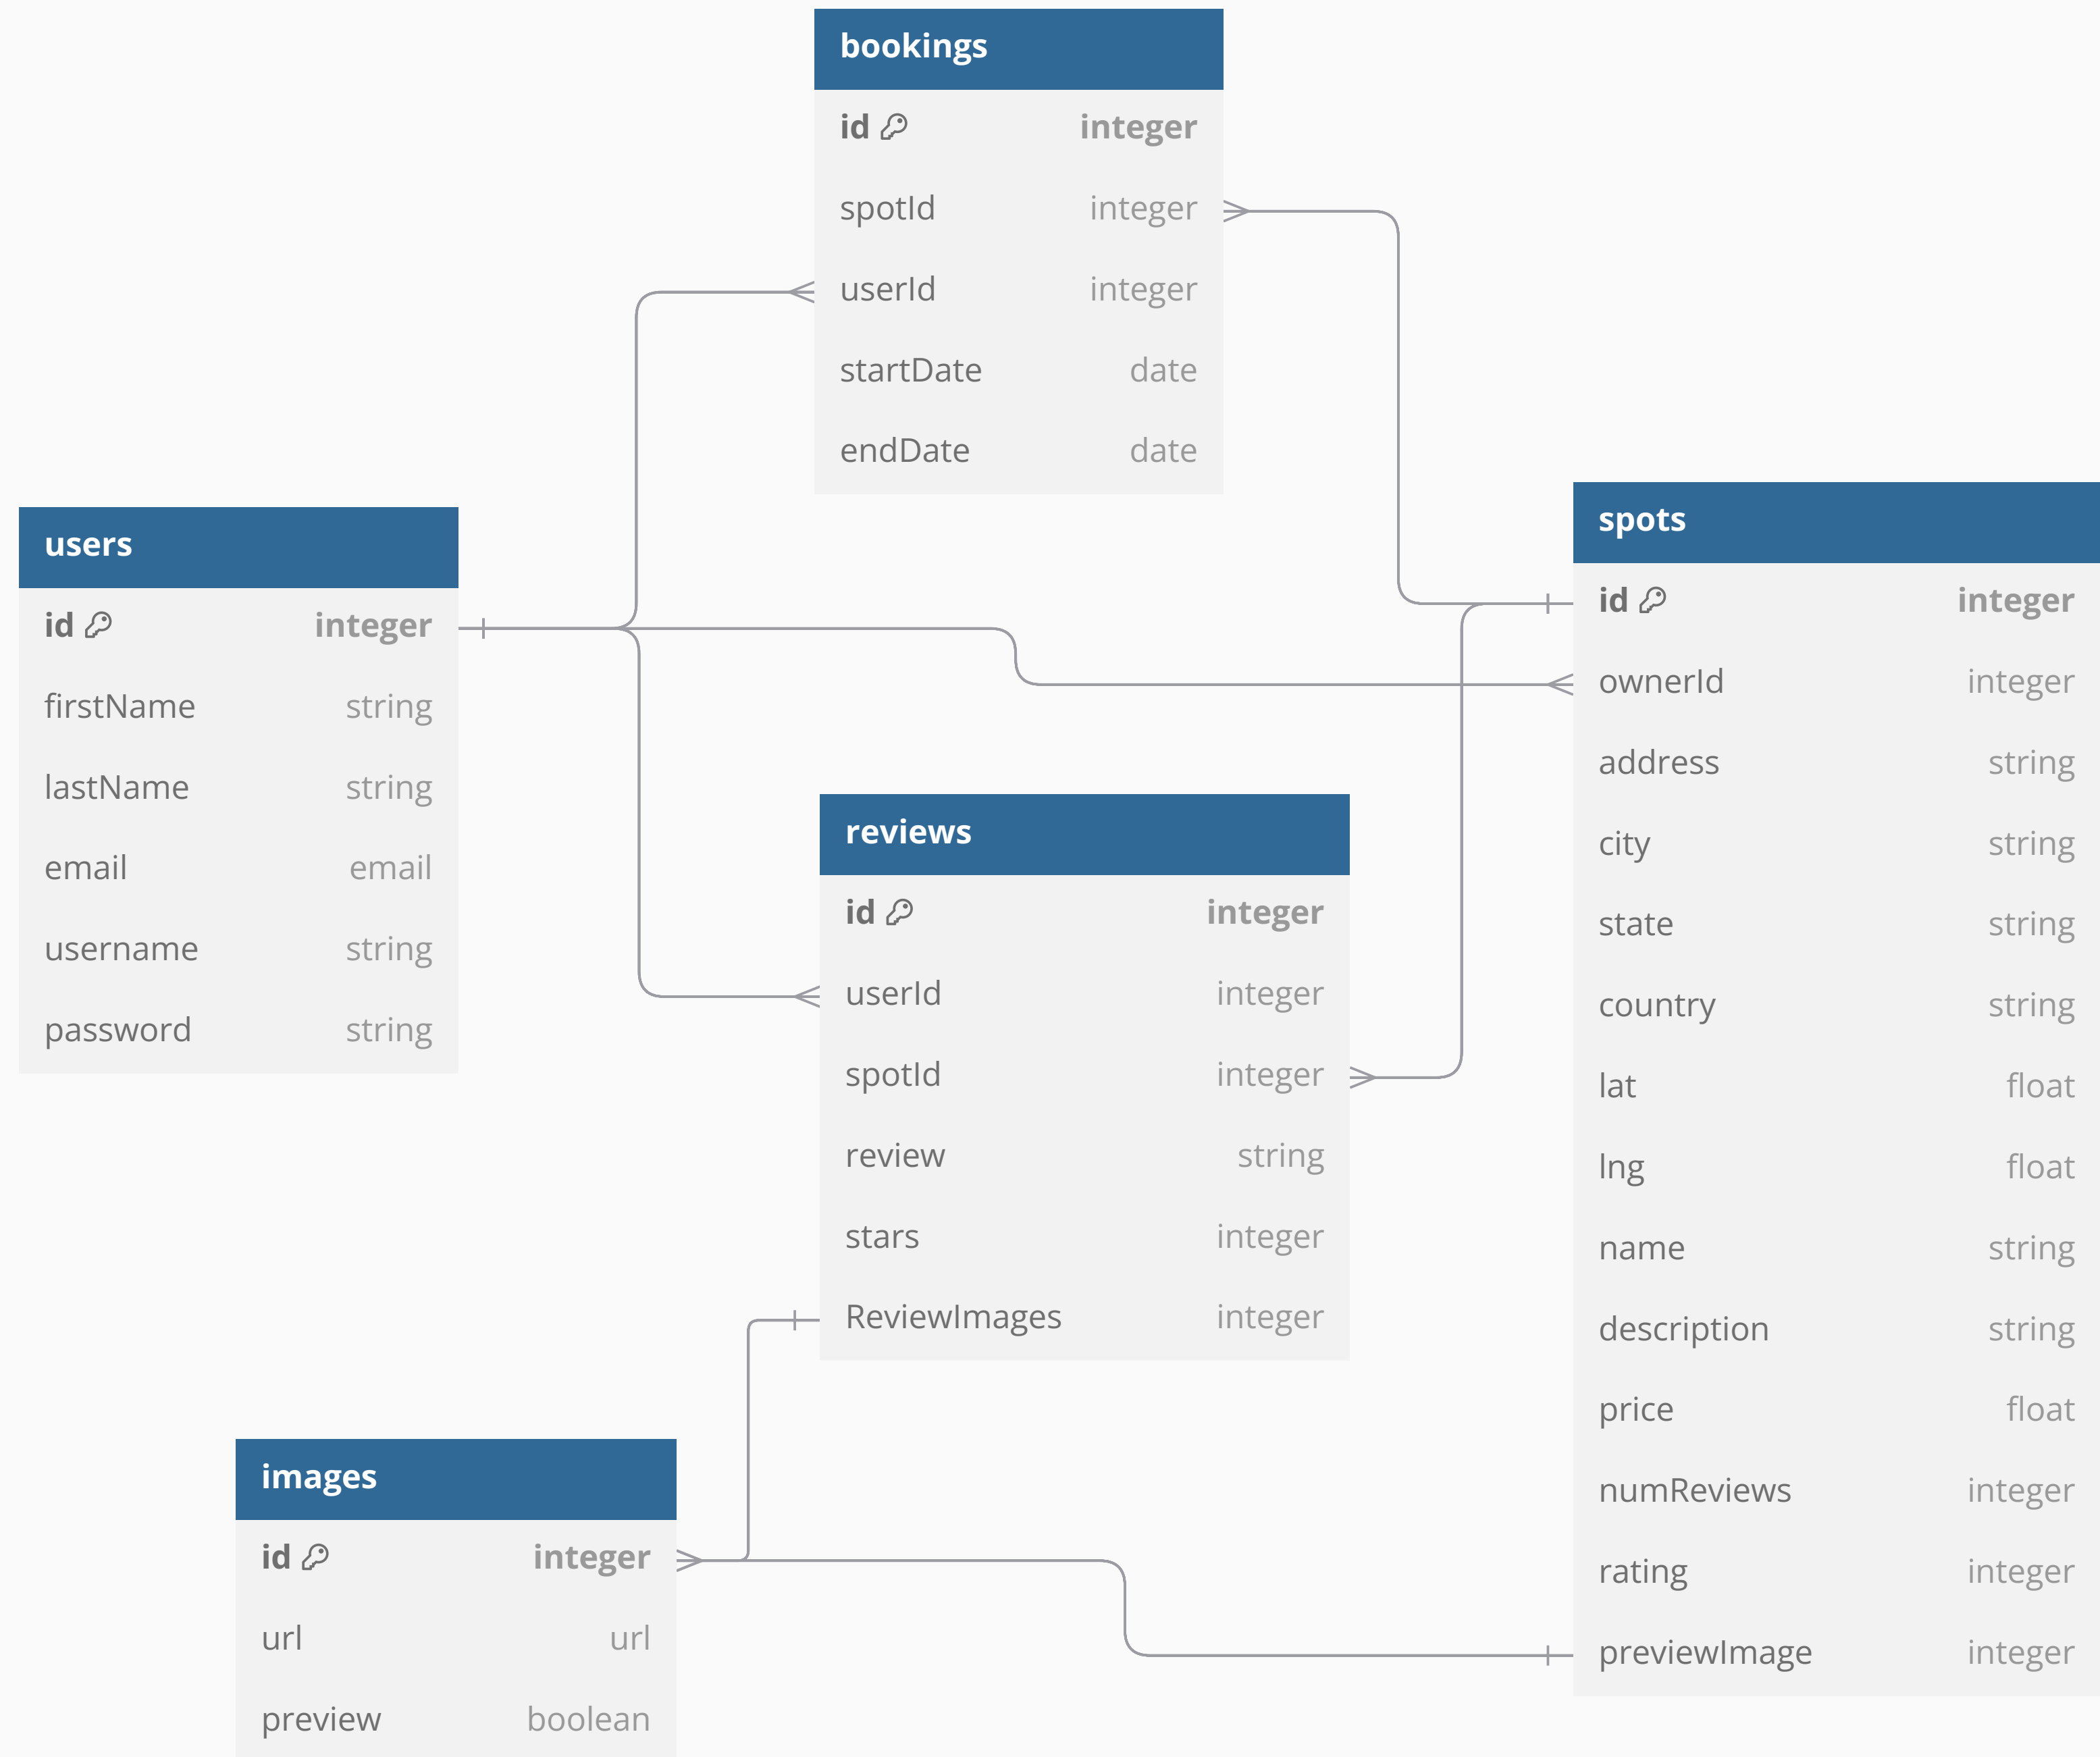 bookings
id integer
spotId integer
userId integer
startDate date
endDate date
users
id integer
firstName string
lastName string
email email
username string
password string
spots
id integer
ownerId integer
address string
city string
state string
country string
lat float
lng float
name string
description string
price float
numReviews integer
rating integer
previewImage integer
reviews
id integer
userId integer
spotId integer
review string
stars integer
ReviewImages integer
images
id integer
url url
preview boolean